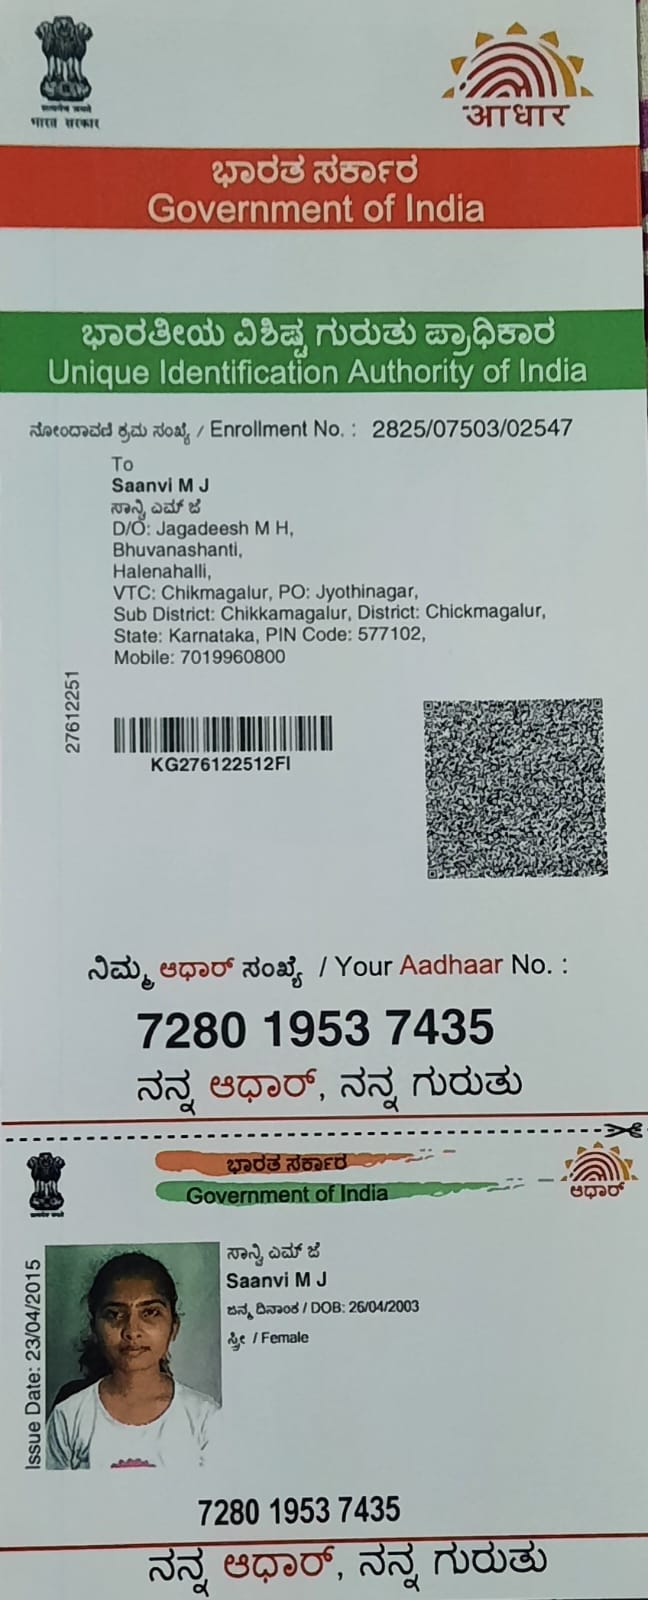 सत्यमेव जयते
भारत सरकार
आधार
ಭಾರತ ಸರ್ಕಾರ
Government of India
ಭಾರತೀಯ ವಿಶಿಷ್ಟ ಗುರುತು ಪ್ರಾಧಿಕಾರ
Unique Identification Authority of India
ನೋಂದಾವಣಿ ಕ್ರಮ ಸಂಖ್ಯೆ / Enrollment No. : 2825/07503/02547
To
Saanvi M J
ಸಾನ್ವಿ ಎಮ್ ಜೆ
D/O: Jagadeesh M H,
Bhuvanashanti,
Halenahalli,
VTC: Chikmagalur, PO: Jyothinagar,
Sub District: Chikkamagalur, District: Chickmagalur,
State: Karnataka, PIN Code: 577102,
Mobile: 7019960800
27612251
KG276122512FI
ನಿಮ್ಮ ಆಧಾರ್ ಸಂಖ್ಯೆ / Your Aadhaar No. :
7280 1953 7435
ನನ್ನ ಆಧಾರ್, ನನ್ನ ಗುರುತು
ಭಾರತ ಸರ್ಕಾರ
Government of India
ಆಧಾರ್
Issue Date: 23/04/2015
ಸಾನ್ವಿ ಎಮ್ ಜೆ
Saanvi M J
ಜನ್ಮ ದಿನಾಂಕ / DOB: 26/04/2003
ಸ್ತ್ರೀ / Female
7280 1953 7435
ನನ್ನ ಆಧಾರ್, ನನ್ನ ಗುರುತು